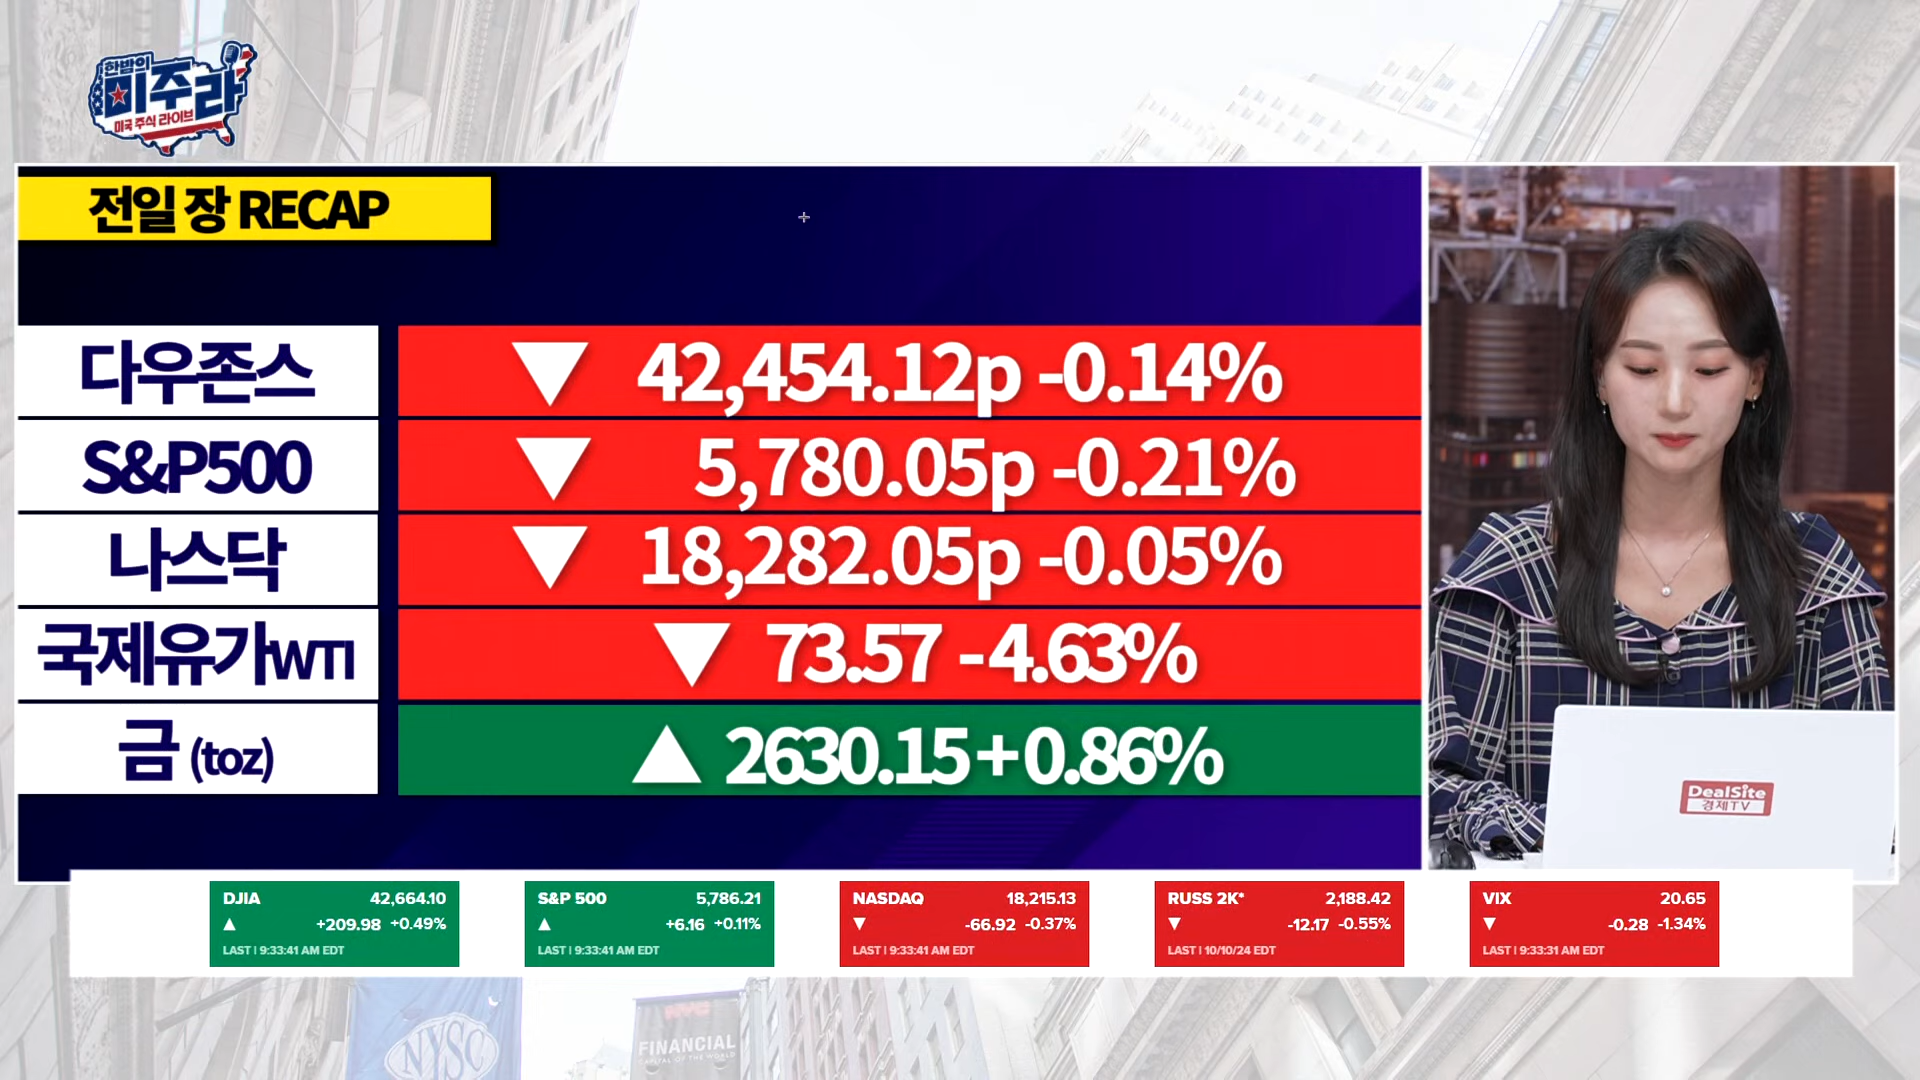 한밤의
미주라
미국 주식 라이브
전일 장 RECAP
다우존스 ▼ 42,454.12p -0.14%
S&P500 ▼ 5,780.05p -0.21%
나스닥 ▼ 18,282.05p -0.05%
국제유가WTI ▼ 73.57 -4.63%
금 (toz) ▲ 2630.15+0.86%
DealSite
경제TV
DJIA 42,664.10
▲ +209.98 +0.49%
LAST | 9:33:41 AM EDT
S&P 500 5,786.21
▲ +6.16 +0.11%
LAST | 9:33:41 AM EDT
NASDAQ 18,215.13
▼ -66.92 -0.37%
LAST | 9:33:41 AM EDT
RUSS 2K* 2,188.42
▼ -12.17 -0.55%
LAST | 10/10/24 EDT
VIX 20.65
▼ -0.28 -1.34%
LAST | 9:33:31 AM EDT
NYSC
NYC
FINANCIAL
CAPITAL OF THE WORLD